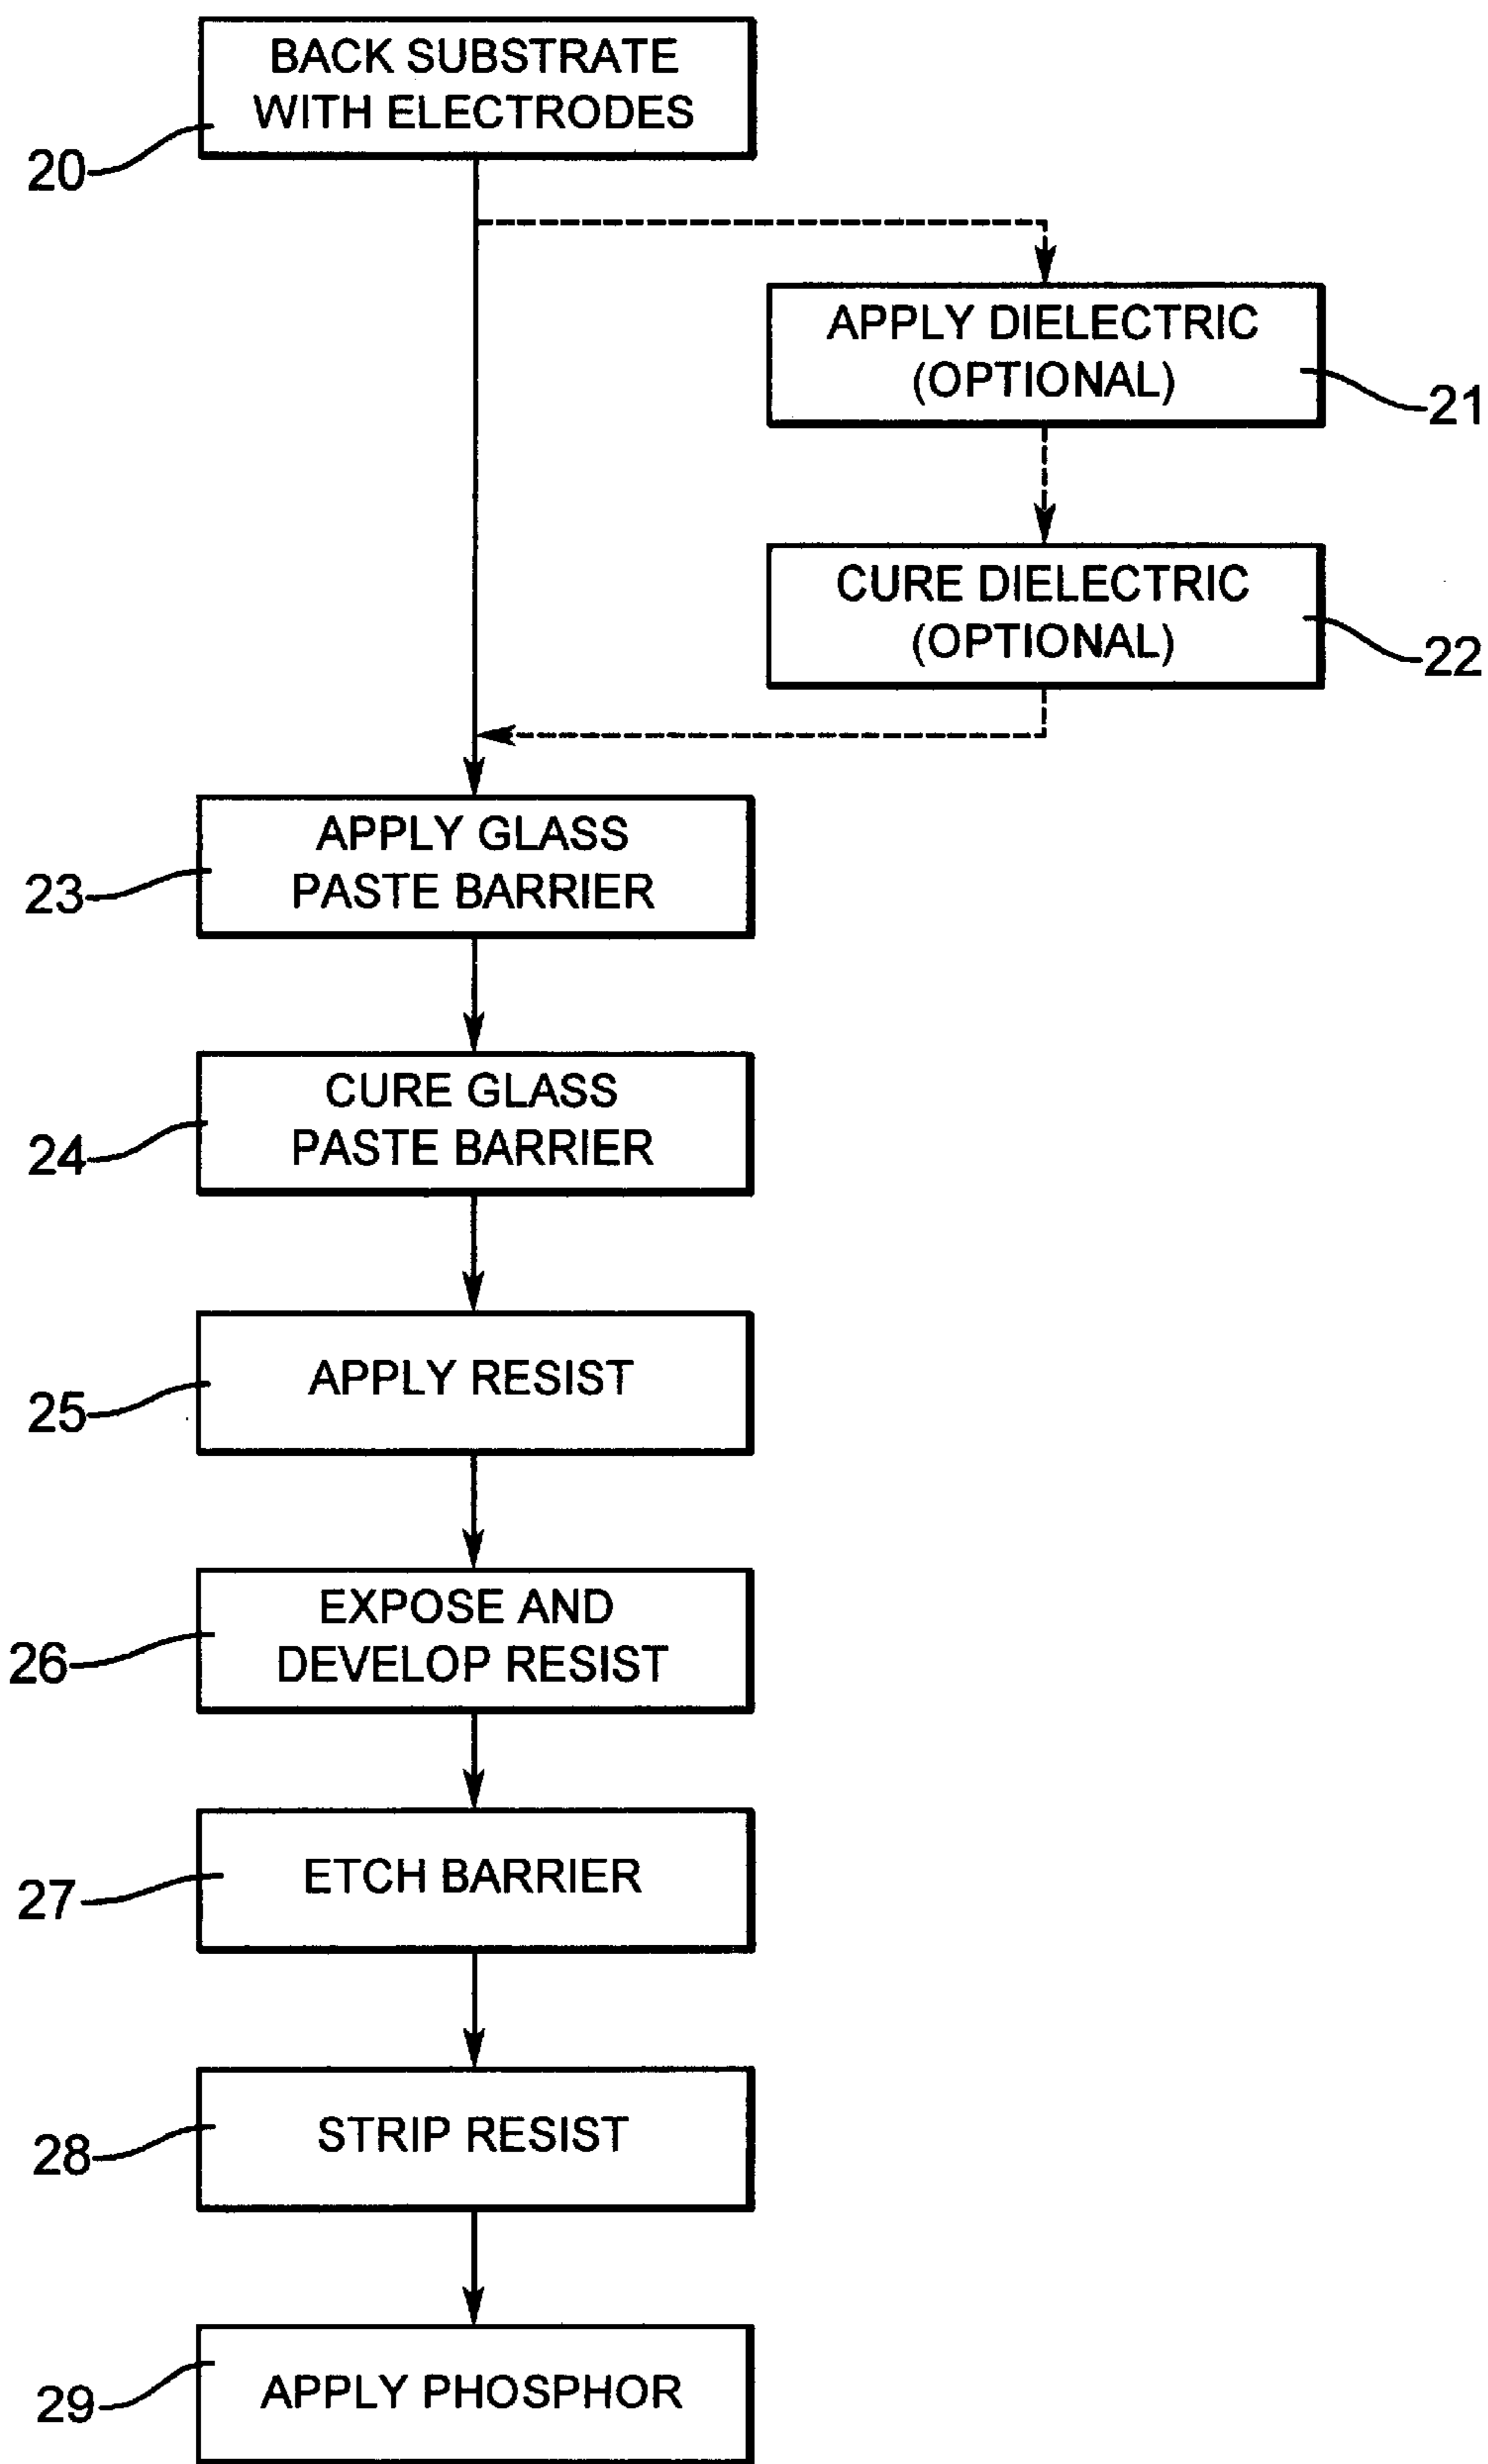 BACK SUBSTRATE
WITH ELECTRODES
20
APPLY DIELECTRIC
(OPTIONAL)
21
CURE DIELECTRIC
(OPTIONAL)
22
APPLY GLASS
PASTE BARRIER
23
CURE GLASS
PASTE BARRIER
24
APPLY RESIST
25
EXPOSE AND
DEVELOP RESIST
26
ETCH BARRIER
27
STRIP RESIST
28
APPLY PHOSPHOR
29